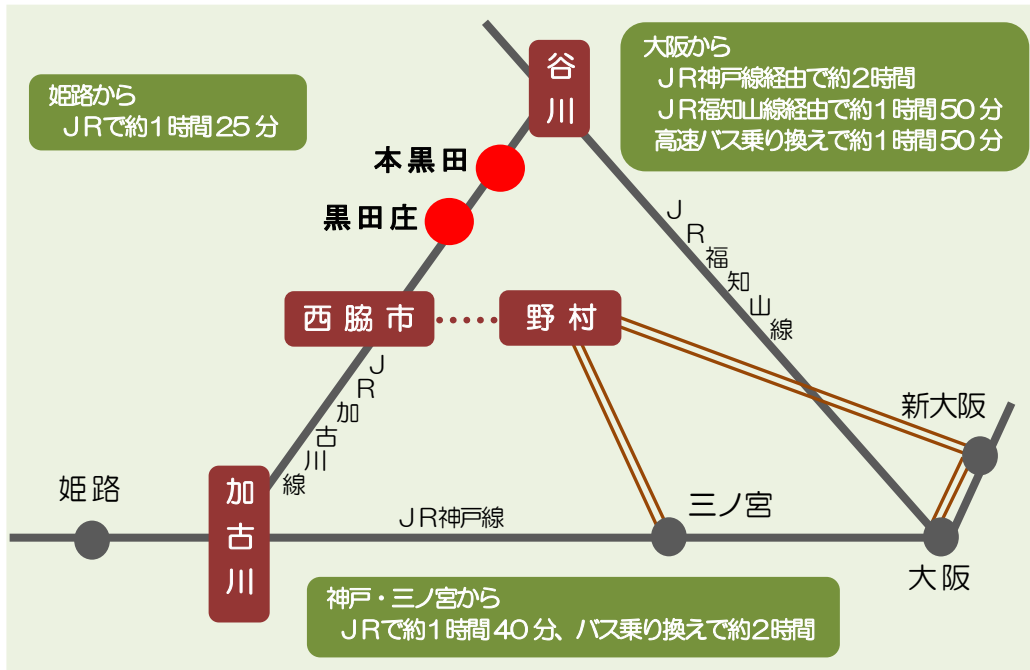 谷川
大阪から
JR神戸線経由で約2時間
JR福知山線経由で約1時間50分
高速バス乗り換えで約1時間50分
姫路から
JRで約1時間25分
本黒田
黒田庄
JR福知山線
西脇市
野村
JR加古川線
新大阪
姫路
加古川
JR神戸線
三ノ宮
大阪
神戸・三ノ宮から
JRで約1時間40分、バス乗り換えで約2時間